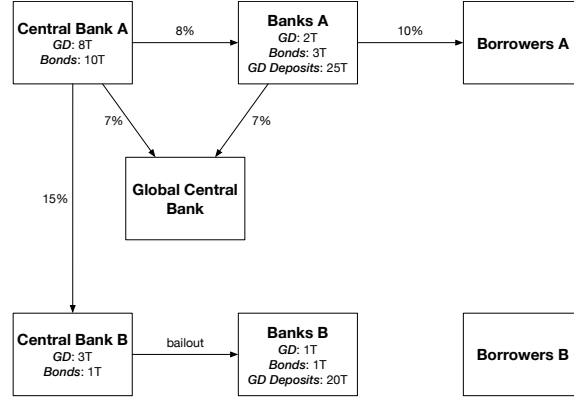 Central Bank A
GD: 8T
Bonds: 10T
8%
Banks A
GD: 2T
Bonds: 3T
GD Deposits: 25T
10%
Borrowers A
7%
7%
Global Central
Bank
15%
Central Bank B
GD: 3T
Bonds: 1T
bailout
Banks B
GD: 1T
Bonds: 1T
GD Deposits: 20T
Borrowers B